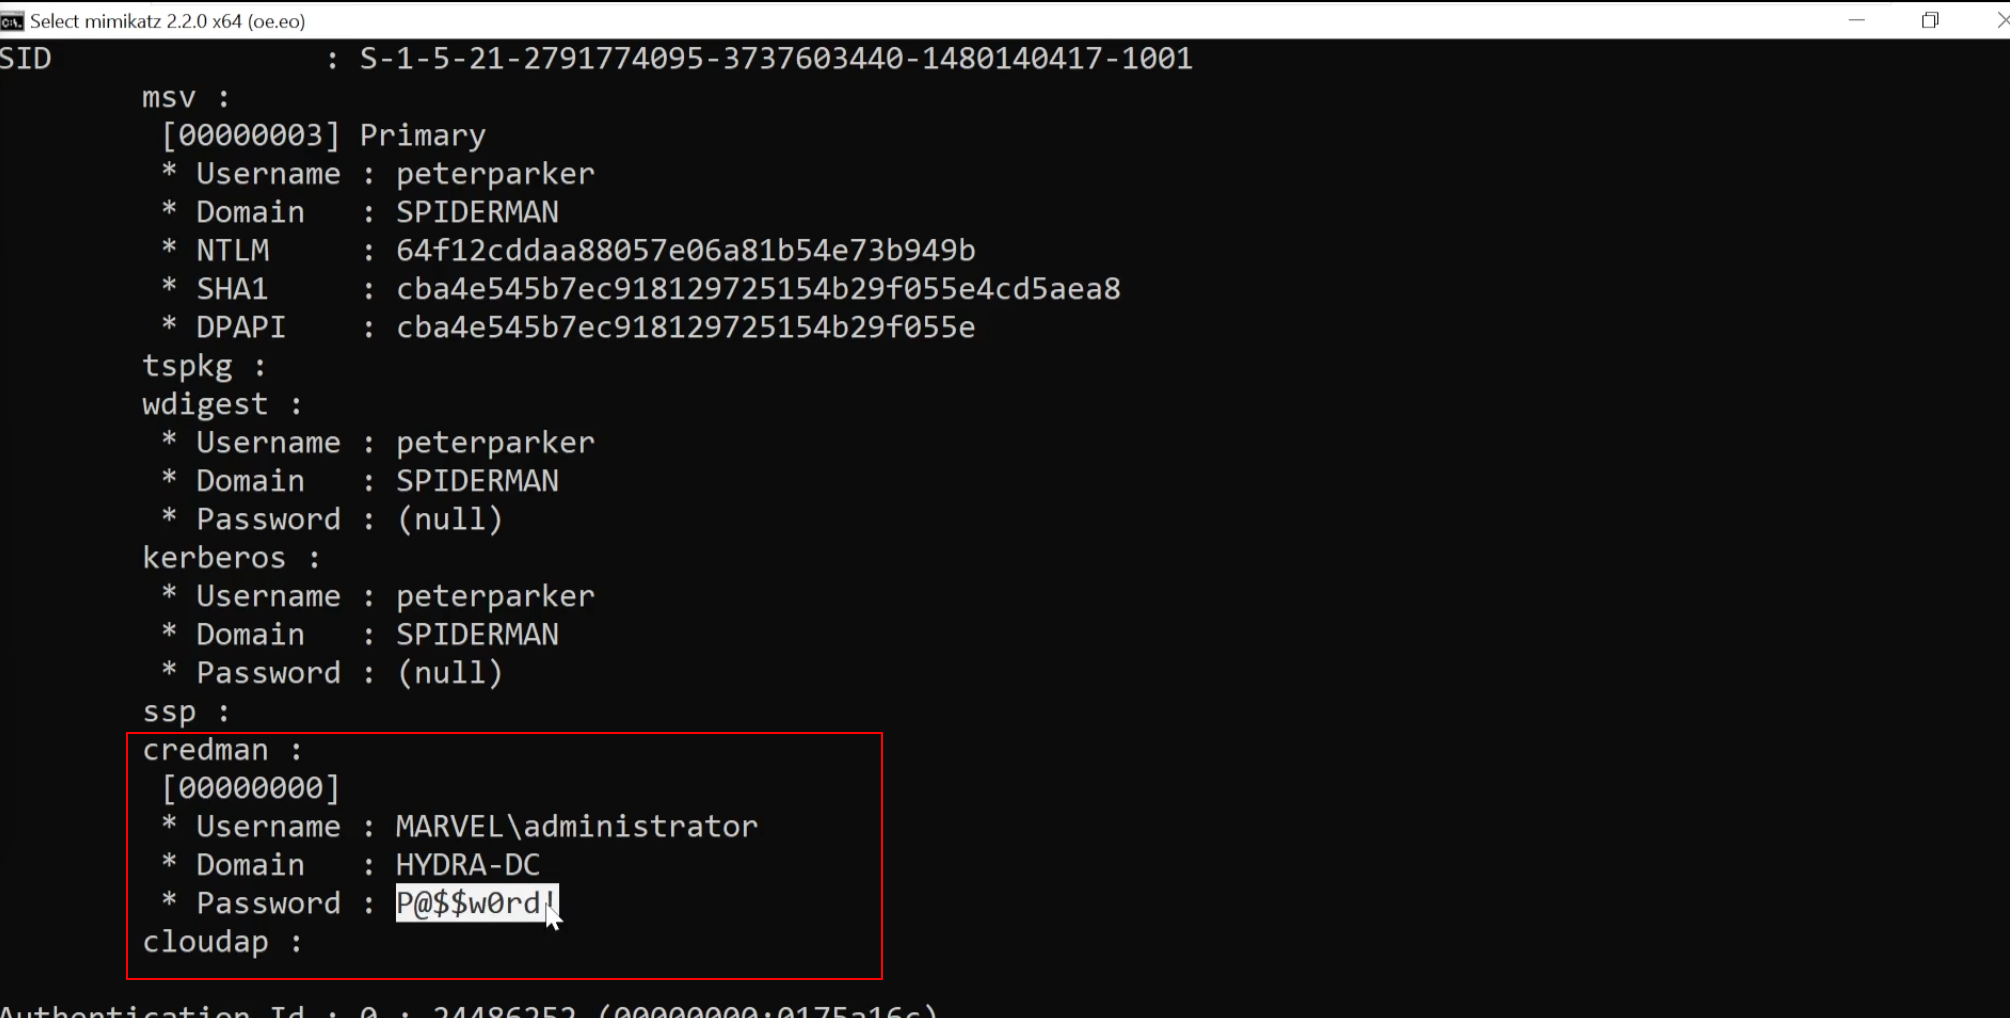 Select mimikatz 2.2.0 x64 (oe.eo)
SID : S-1-5-21-2791774095-3737603440-1480140417-1001
msv :
[00000003] Primary
* Username : peterparker
* Domain : SPIDERMAN
* NTLM : 64f12cddaa88057e06a81b54e73b949b
* SHA1 : cba4e545b7ec918129725154b29f055e4cd5aea8
* DPAPI : cba4e545b7ec918129725154b29f055e
tspkg :
wdigest :
* Username : peterparker
* Domain : SPIDERMAN
* Password : (null)
kerberos :
* Username : peterparker
* Domain : SPIDERMAN
* Password : (null)
ssp :
credman :
[00000000]
* Username : MARVEL\administrator
* Domain : HYDRA-DC
* Password : P@$$w0rd!
cloudap :
Authentication Id : 0 : 24486252 (00000000:0175a16c)